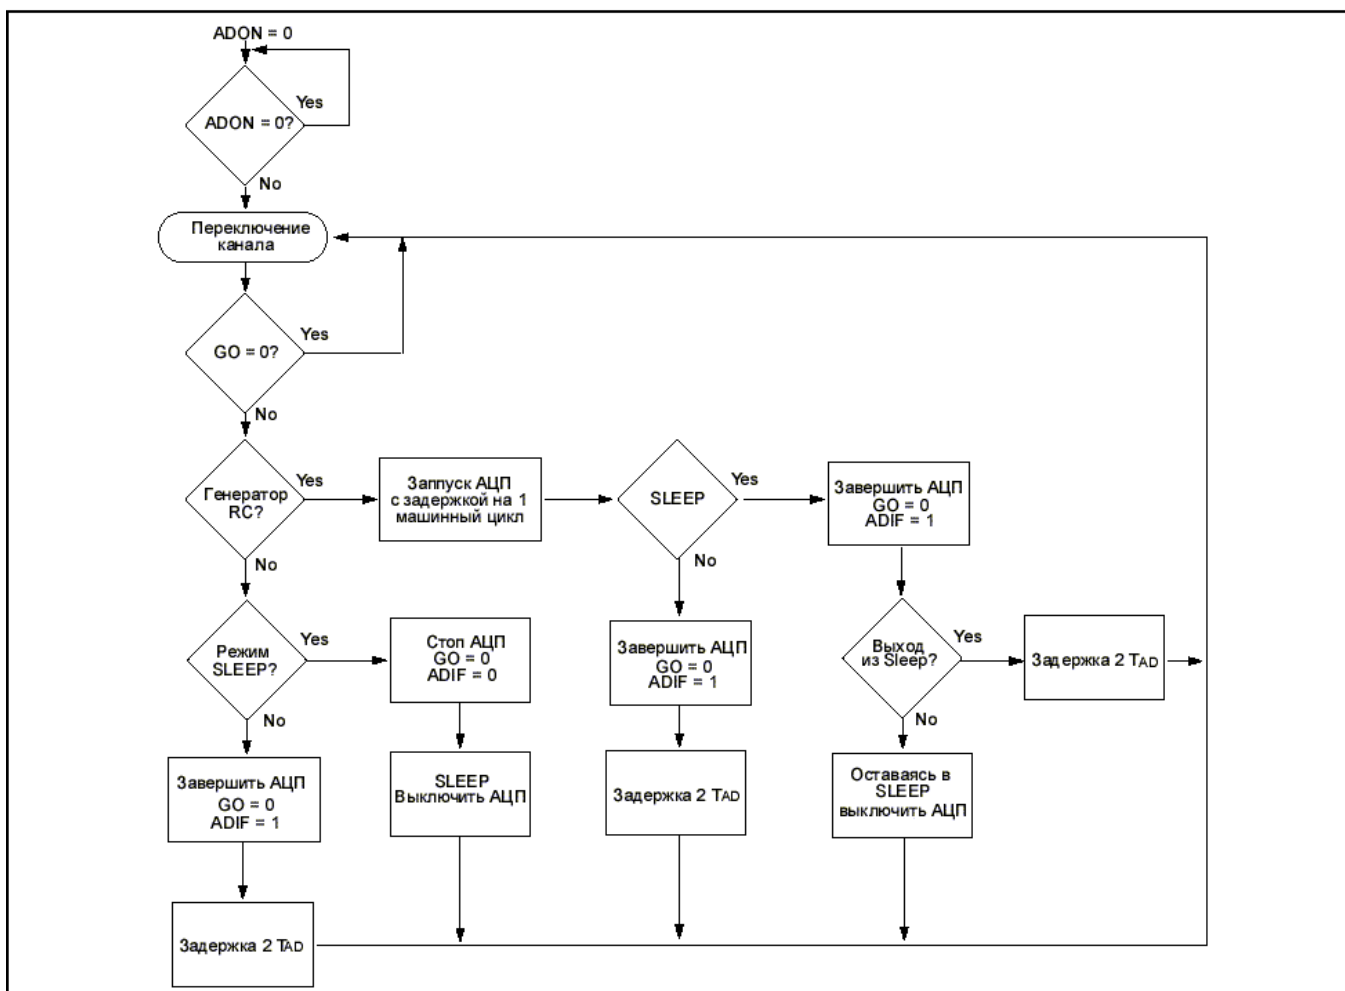 ADON = 0
Yes
ADON = 0?
No
Переключение
канала
Yes
GO = 0?
No
Генератор
RC?
Yes
Заппуск АЦП
с задержкой на 1
машинный цикл
SLEEP
Yes
Завершить АЦП
GO = 0
ADIF = 1
No
No
Режим
SLEEP?
Yes
Стоп АЦП
GO = 0
ADIF = 0
Завершить АЦП
GO = 0
ADIF = 1
Выход
из Sleep?
Yes
Задержка 2 TAD
No
No
Завершить АЦП
GO = 0
ADIF = 1
SLEEP
Выключить АЦП
Задержка 2 TAD
Оставаясь в
SLEEP
выключить АЦП
Задержка 2 TAD